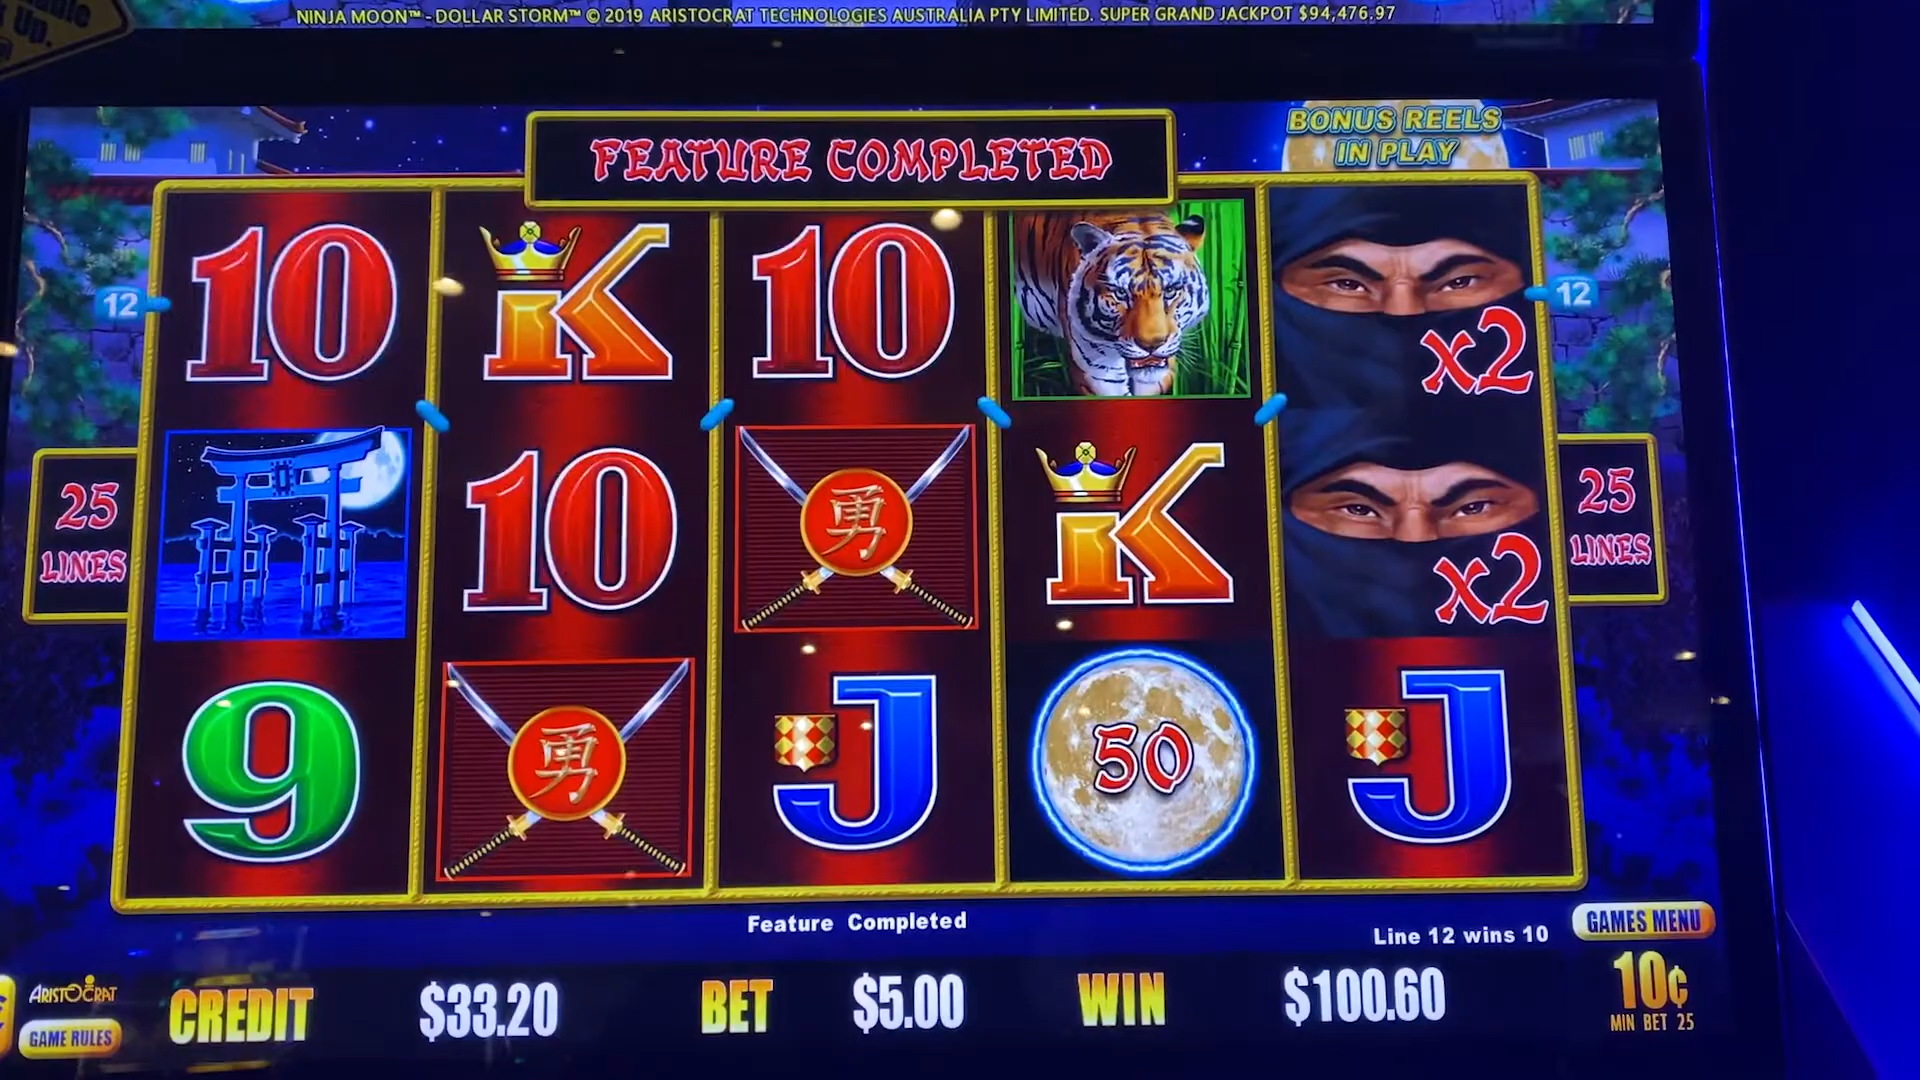 NINJA MOON™ - DOLLAR STORM™ © 2019 ARISTOCRAT TECHNOLOGIES AUSTRALIA PTY LIMITED. SUPER GRAND JACKPOT $94,476.97
Up.
FEATURE COMPLETED
BONUS REELS
IN PLAY
10 K 10
12 12
x2
25
LINES
10 勇 K
x2
25
LINES
9 勇 J 50 J
Feature Completed
Line 12 wins 10
GAMES MENU
ARISTOCRAT
GAME RULES
CREDIT $33.20 BET $5.00 WIN $100.60
10¢
MIN BET 25